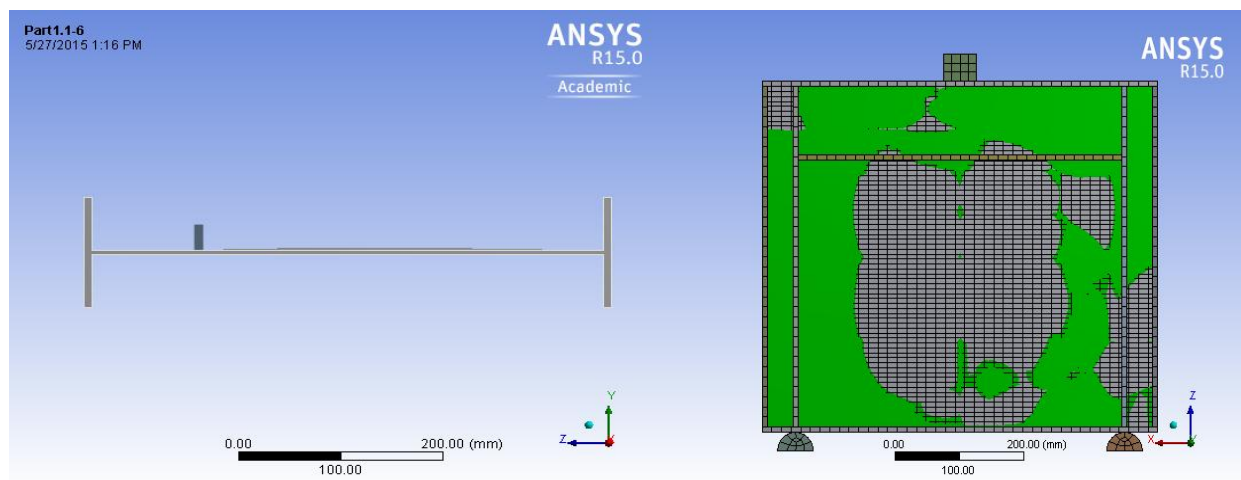 Part1.1-6
5/27/2015 1:16 PM
ANSYS
R15.0
Academic
Y
Z
X
0.00
200.00 (mm)
100.00
ANSYS
R15.0
Z
X
Y
0.00
200.00 (mm)
100.00